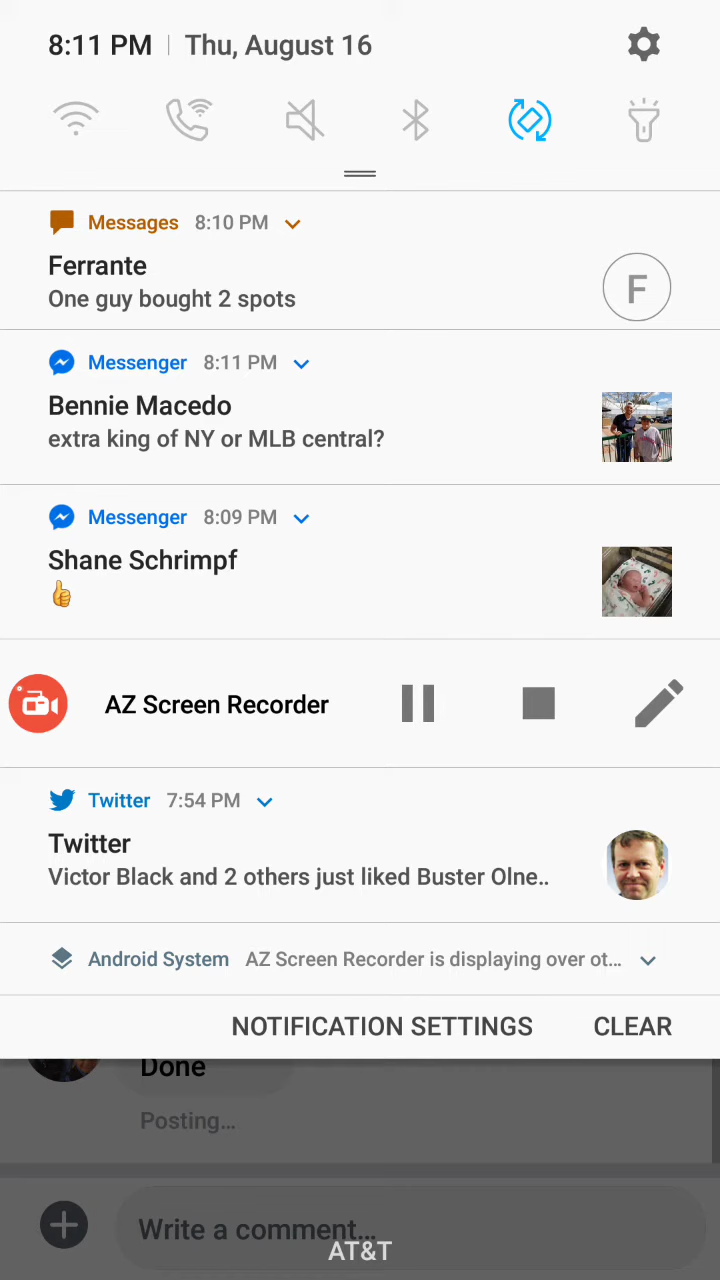 8:11 PM | Thu, August 16
Messages 8:10 PM
Ferrante
One guy bought 2 spots
F
Messenger 8:11 PM
Bennie Macedo
extra king of NY or MLB central?
Messenger 8:09 PM
Shane Schrimpf
👍
AZ Screen Recorder
Twitter 7:54 PM
Twitter
Victor Black and 2 others just liked Buster Olne..
Android System AZ Screen Recorder is displaying over ot...
NOTIFICATION SETTINGS CLEAR
Done
Posting...
Write a comment...
AT&T